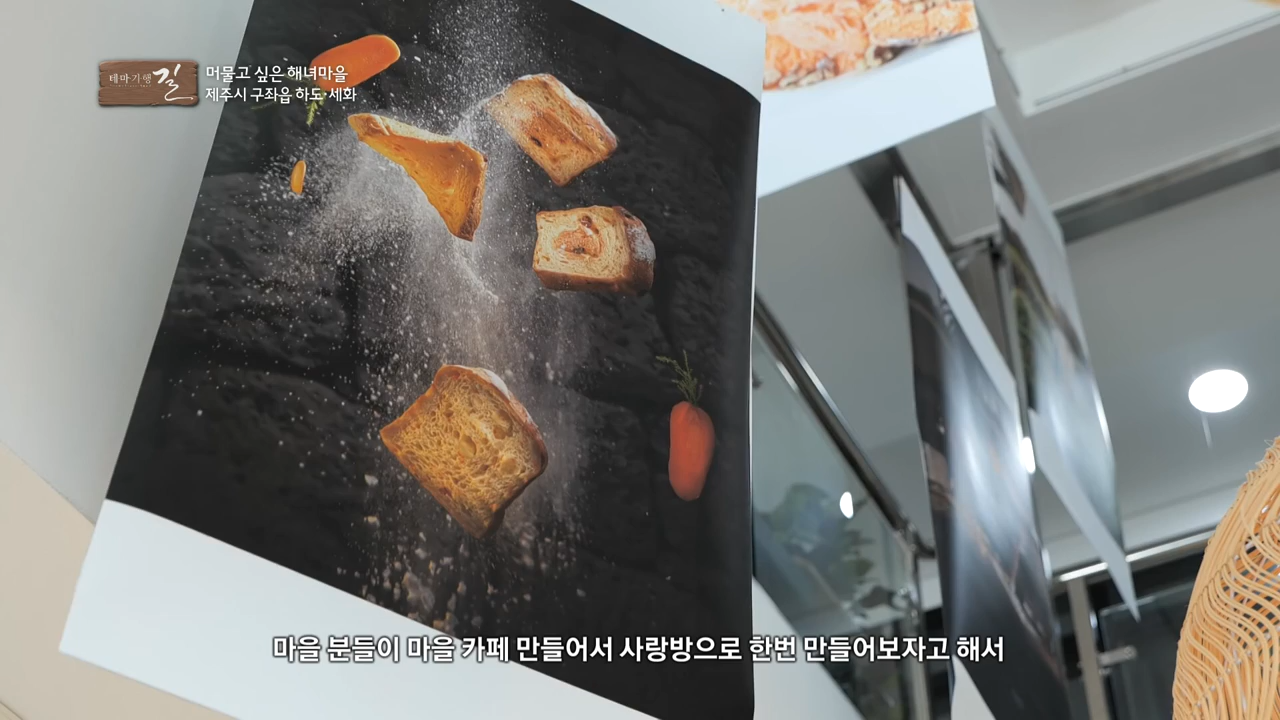 테마기행 길
머물고 싶은 해녀마을
제주시 구좌읍 하도·세화
마을 분들이 마을 카페 만들어서 사랑방으로 한번 만들어보자고 해서